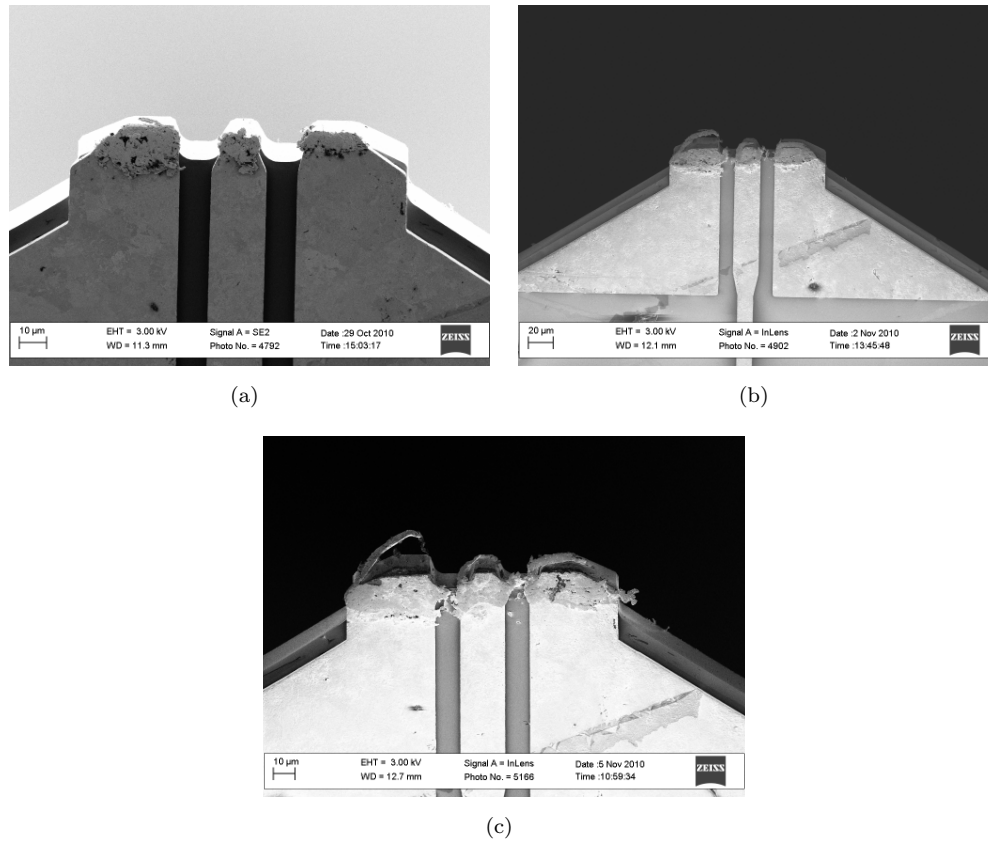 10 µm EHT = 3.00 kV Signal A = SE2 Date :29 Oct 2010 ZEISS
WD = 11.3 mm Photo No. = 4792 Time :15:03:17
20 µm EHT = 3.00 kV Signal A = InLens Date :2 Nov 2010 ZEISS
WD = 12.1 mm Photo No. = 4902 Time :13:45:48
(a)
(b)
10 µm EHT = 3.00 kV Signal A = InLens Date :5 Nov 2010 ZEISS
WD = 12.7 mm Photo No. = 5166 Time :10:59:34
(c)